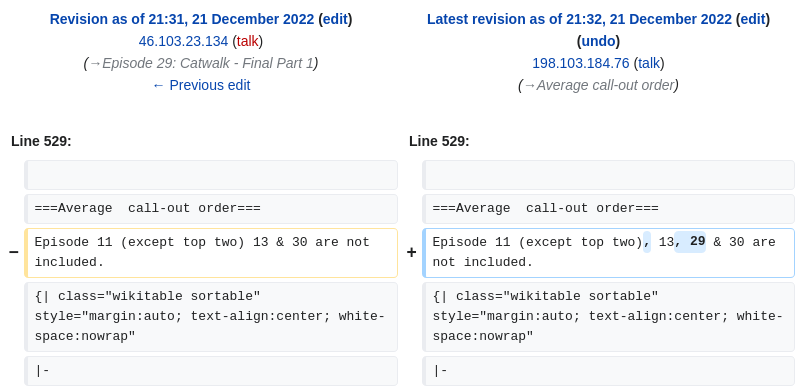 Revision as of 21:31, 21 December 2022 (edit)
46.103.23.134 (talk)
(→Episode 29: Catwalk - Final Part 1)
← Previous edit
Latest revision as of 21:32, 21 December 2022 (edit)
(undo)
198.103.184.76 (talk)
(→Average call-out order)
Line 529:
Line 529:
===Average  call-out order===
===Average  call-out order===
− Episode 11 (except top two) 13 & 30 are not
included.
+ Episode 11 (except top two), 13, 29 & 30 are
not included.
{| class="wikitable sortable"
style="margin:auto; text-align:center; white-
space:nowrap"
{| class="wikitable sortable"
style="margin:auto; text-align:center; white-
space:nowrap"
|-
|-